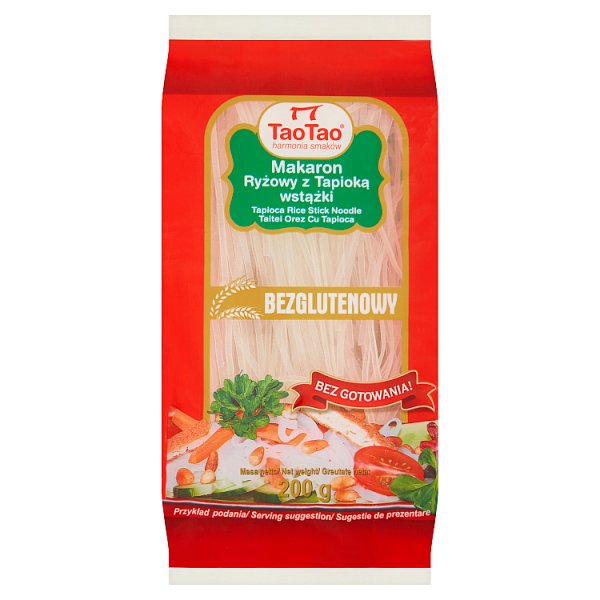 TaoTao®
harmonia smaków
Makaron
Ryżowy z Tapioką
wstążki
Tapioca Rice Stick Noodle
Taitei Orez Cu Tapioca
BEZGLUTENOWY
BEZ GOTOWANIA!
Masa netto/ Net weight/ Greutate neta:
200 g
Przykład podania/ Serving suggestion/ Sugestie de prezentare